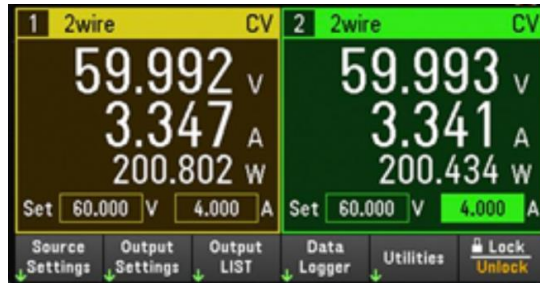 1 2wire CV 2 2wire CV
59.992 V 59.993 V
3.347 A 3.341 A
200.802 W 200.434 W
Set 60.000 V 4.000 A Set 60.000 V 4.000 A
Source Settings Output Settings Output LIST Data Logger Utilities Lock Unlock